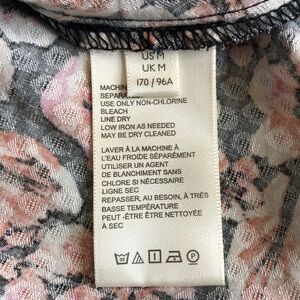 US M
UK M
170 / 96A
MACHIN
SEPARA
USE ONLY NON-CHLORINE
BLEACH
LINE DRY
LOW IRON AS NEEDED
MAY BE DRY CLEANED
LAVER À LA MACHINE À
L'EAU FROIDE SÉPARÉMENT
UTILISER UN AGENT
DE BLANCHIMENT SANS
CHLORE SI NÉCESSAIRE
LIGNE SEC
REPASSER, AU BESOIN, À TRÉS
BASSE TEMPÉRATURE
PEUT -ÊTRE ÊTRE NETTOYÉE
À SEC